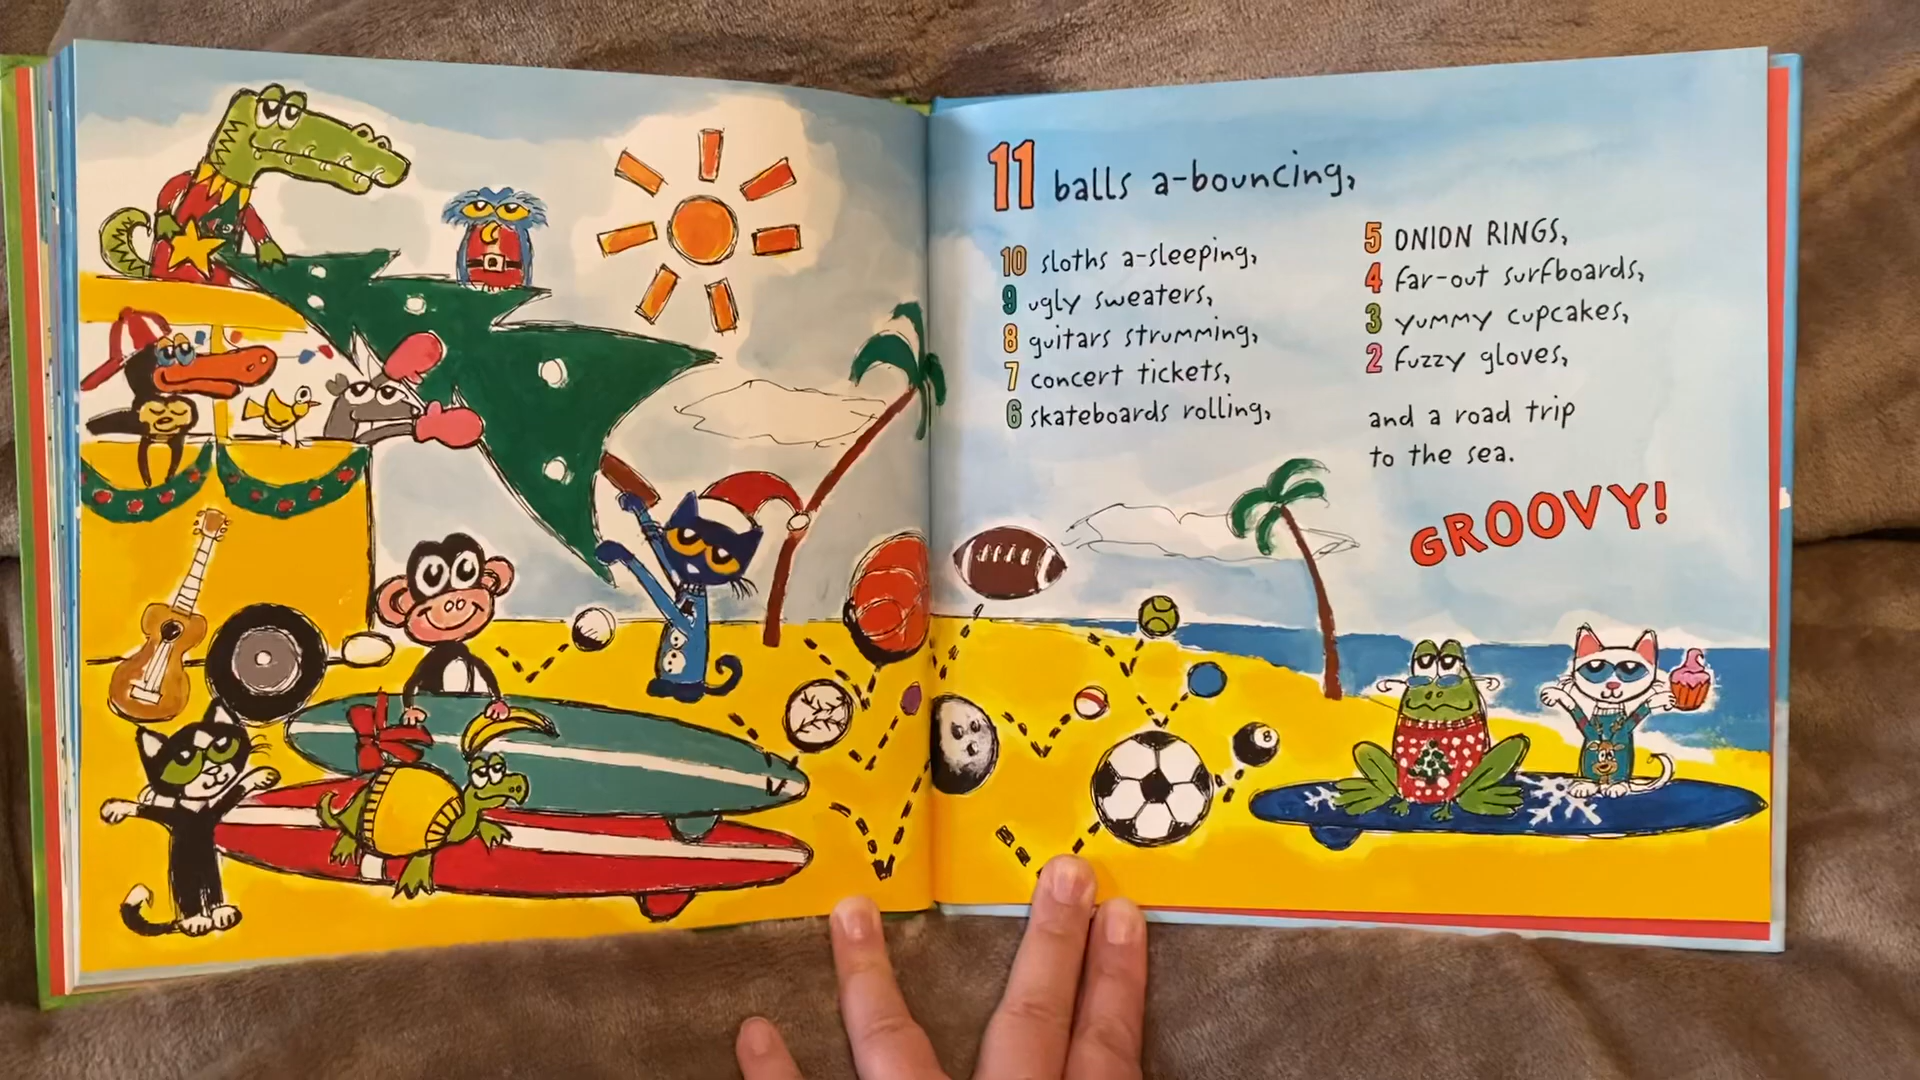 11 balls a-bouncing,
10 sloths a-sleeping,
9 ugly sweaters,
8 guitars strumming,
7 concert tickets,
6 skateboards rolling,
5 ONION RINGS,
4 far-out surfboards,
3 yummy cupcakes,
2 fuzzy gloves,
and a road trip
to the sea.
GROOVY!
8